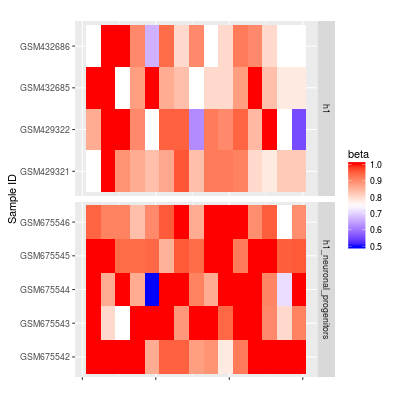 Sample ID
GSM432686
GSM432685
GSM429322
GSM429321
h1
GSM675546
GSM675545
GSM675544
GSM675543
GSM675542
h1_neuronal_progenitors
beta
1.0
0.9
0.8
0.7
0.6
0.5